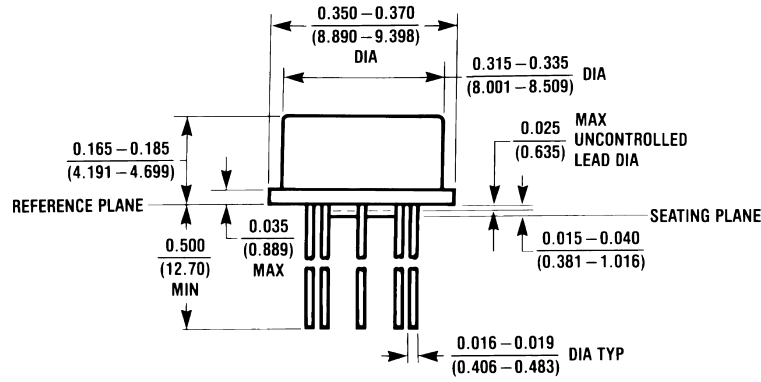 0.350 – 0.370
(8.890 – 9.398)
DIA
0.315 – 0.335
(8.001 – 8.509)
DIA
0.025
(0.635)
MAX
UNCONTROLLED
LEAD DIA
0.165 – 0.185
(4.191 – 4.699)
REFERENCE PLANE
SEATING PLANE
0.035
(0.889)
MAX
0.500
(12.70)
MIN
0.015 – 0.040
(0.381 – 1.016)
0.016 – 0.019
(0.406 – 0.483)
DIA TYP